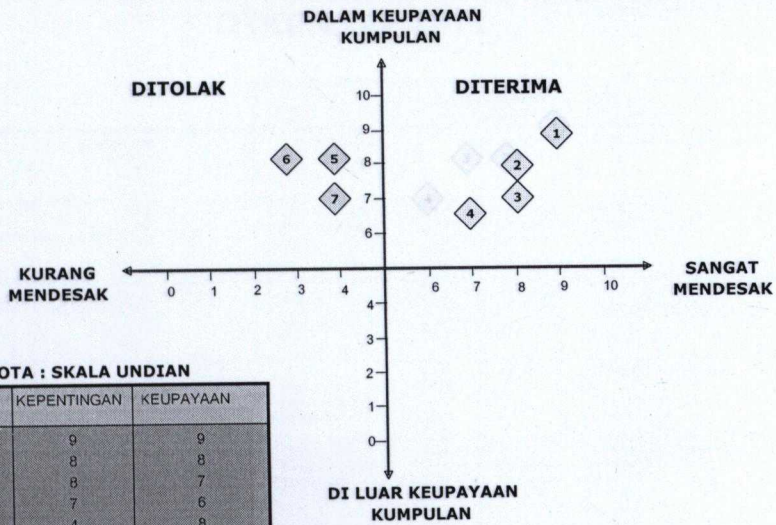 DALAM KEUPAYAAN
KUMPULAN
DITOLAK
DITERIMA
10
9
8
7
6
1
2
3
4
6
5
7
KURANG
MENDESAK
0 1 2 3 4
6 7 8 9 10
SANGAT
MENDESAK
4
3
2
1
0
OTA : SKALA UNDIAN
KEPENTINGAN KEUPAYAAN
9 9
8 8
8 7
7 6
4 8
DI LUAR KEUPAYAAN
KUMPULAN